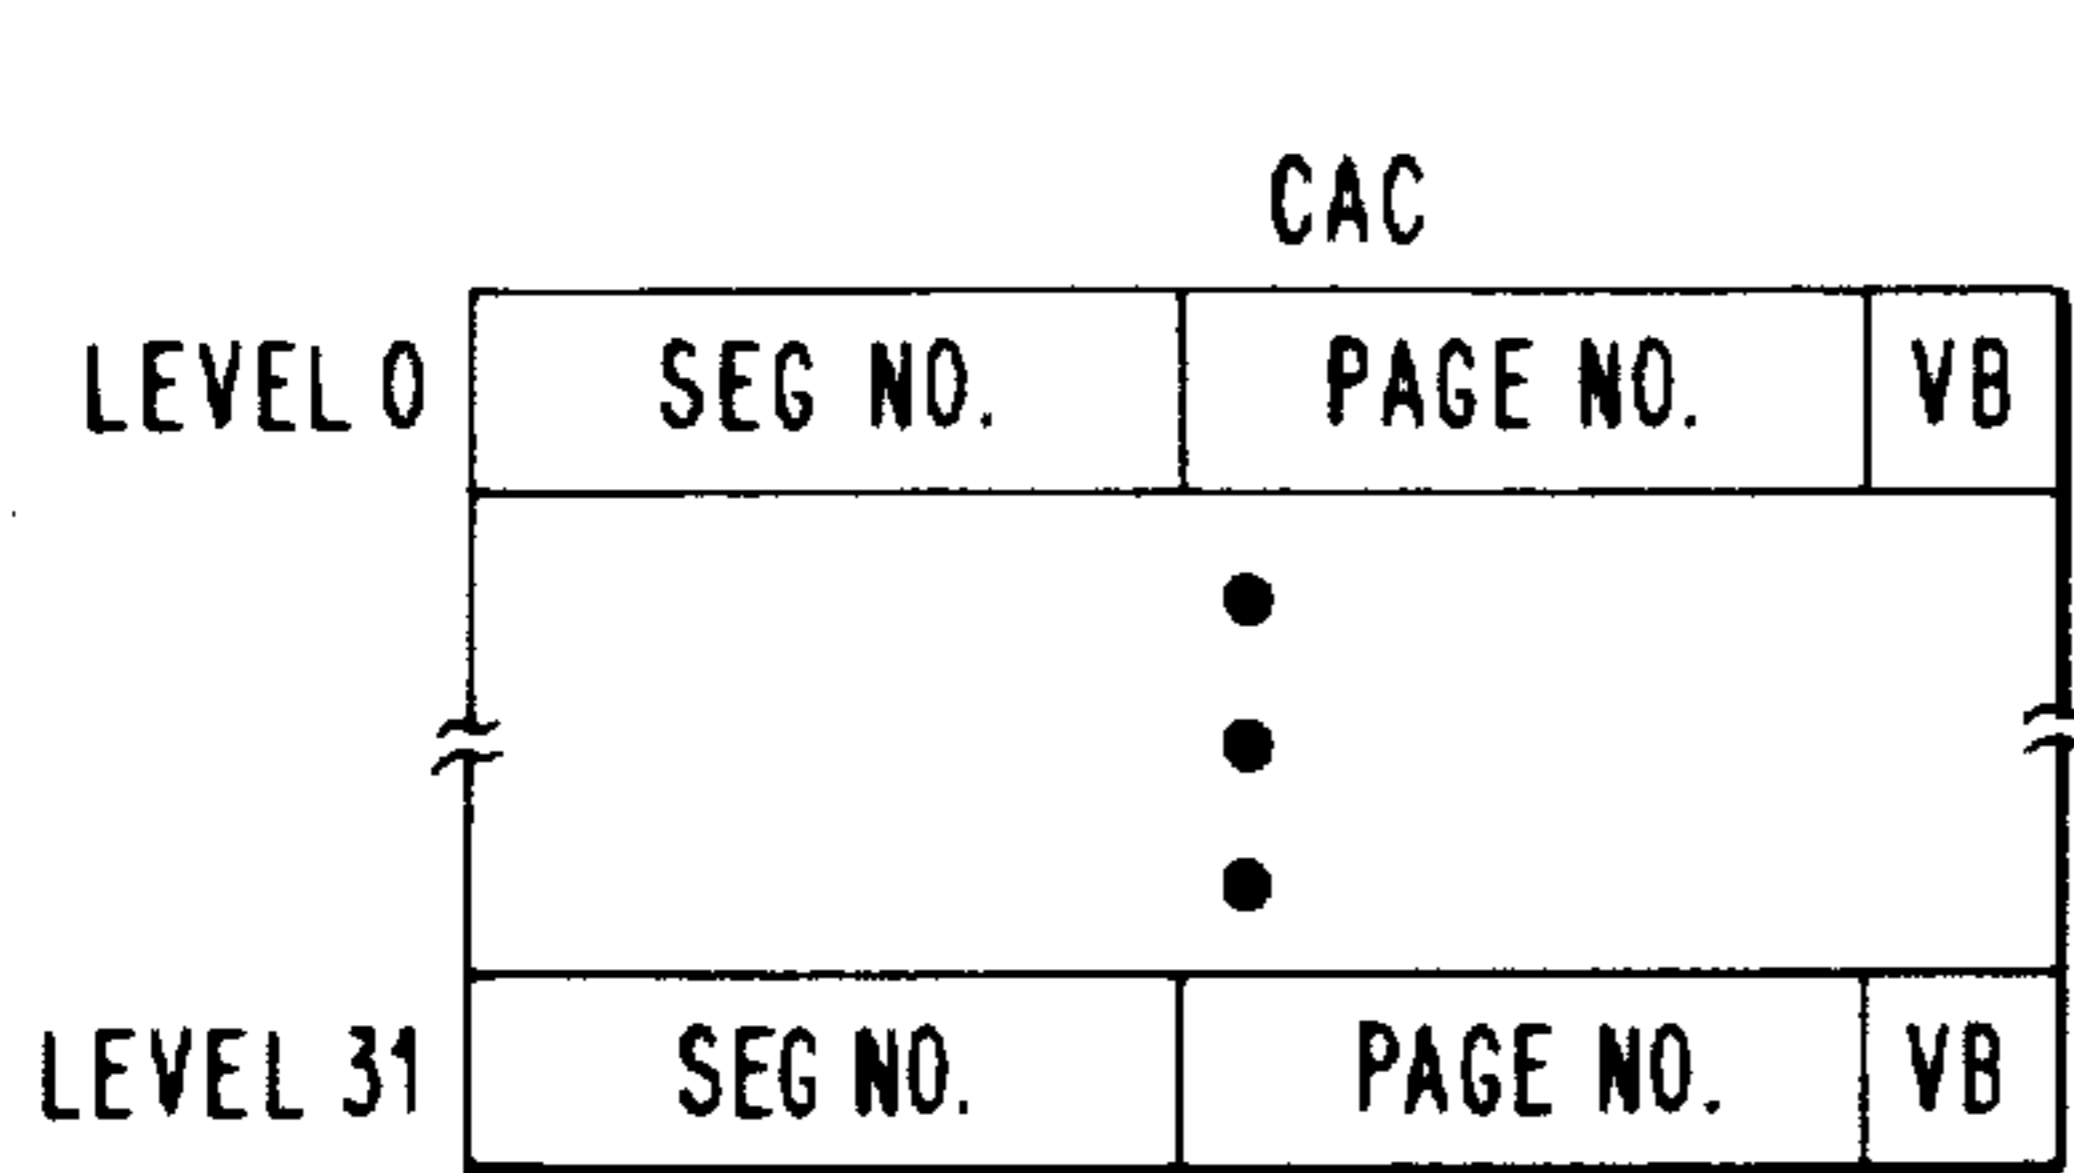 CAC
LEVEL 0 SEG NO. PAGE NO. VB
LEVEL 31 SEG NO. PAGE NO. VB